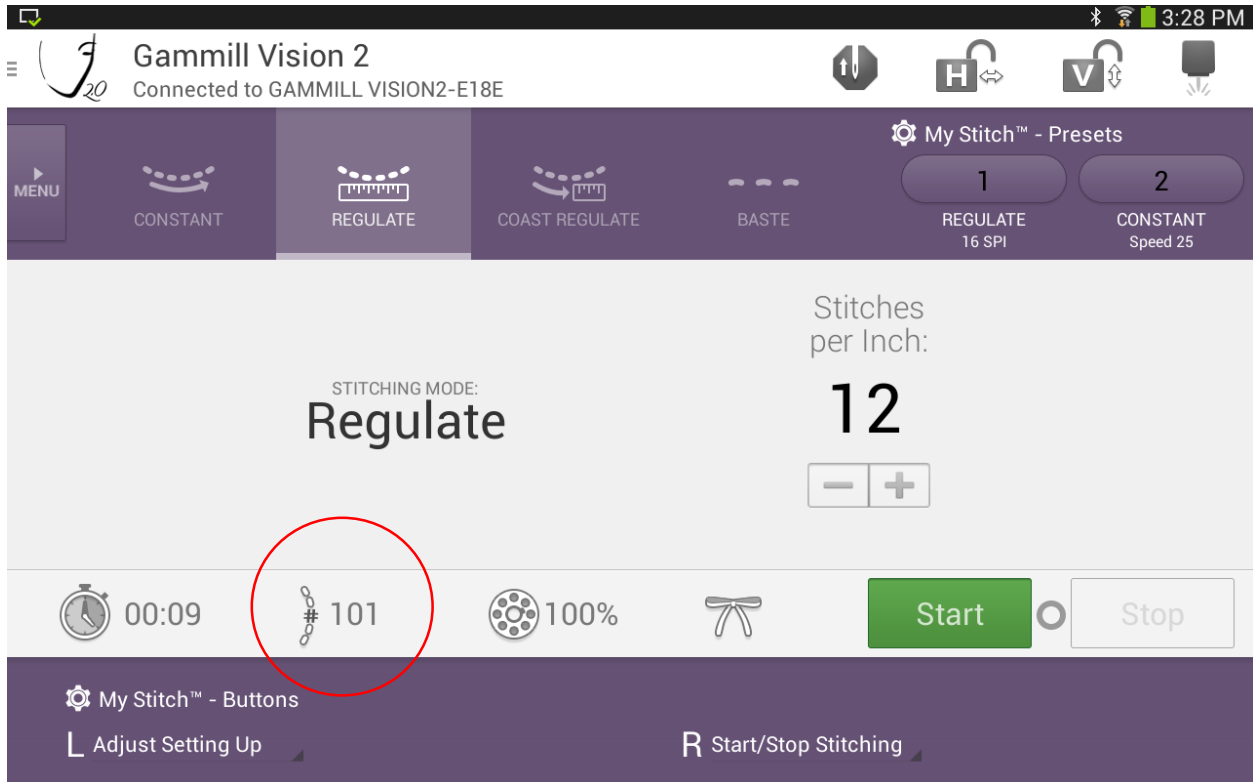 3:28 PM
20
Gammill Vision 2
Connected to GAMMILL VISION2-E18E
H
V
My Stitch™ - Presets
MENU
CONSTANT
REGULATE
COAST REGULATE
BASTE
1
REGULATE
16 SPI
2
CONSTANT
Speed 25
Stitches
per Inch:
12
STITCHING MODE:
Regulate
00:09
# 101
100%
Start
Stop
My Stitch™ - Buttons
L Adjust Setting Up
R Start/Stop Stitching